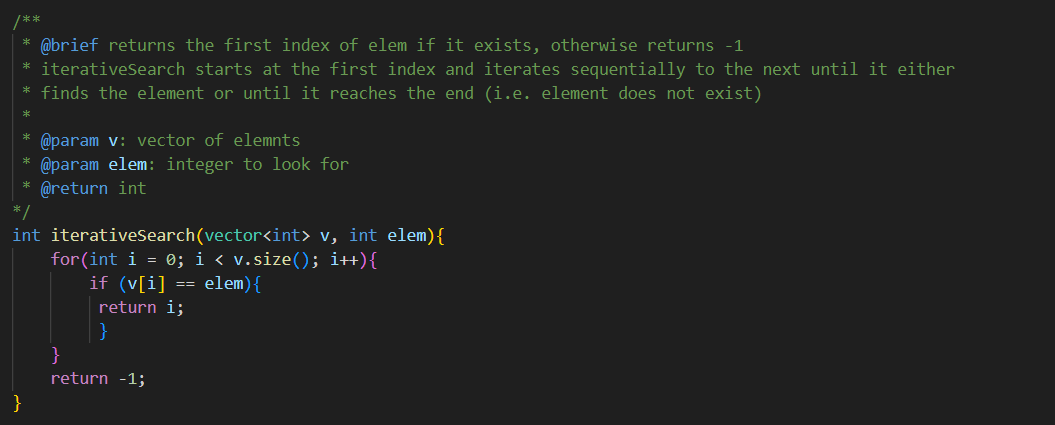 /**
 * @brief returns the first index of elem if it exists, otherwise returns -1
 * iterativeSearch starts at the first index and iterates sequentially to the next until it either
 * finds the element or until it reaches the end (i.e. element does not exist)
 *
 * @param v: vector of elemnts
 * @param elem: integer to look for
 * @return int
*/
int iterativeSearch(vector<int> v, int elem){
    for(int i = 0; i < v.size(); i++){
        if (v[i] == elem){
         return i;
         }
    }
    return -1;
}